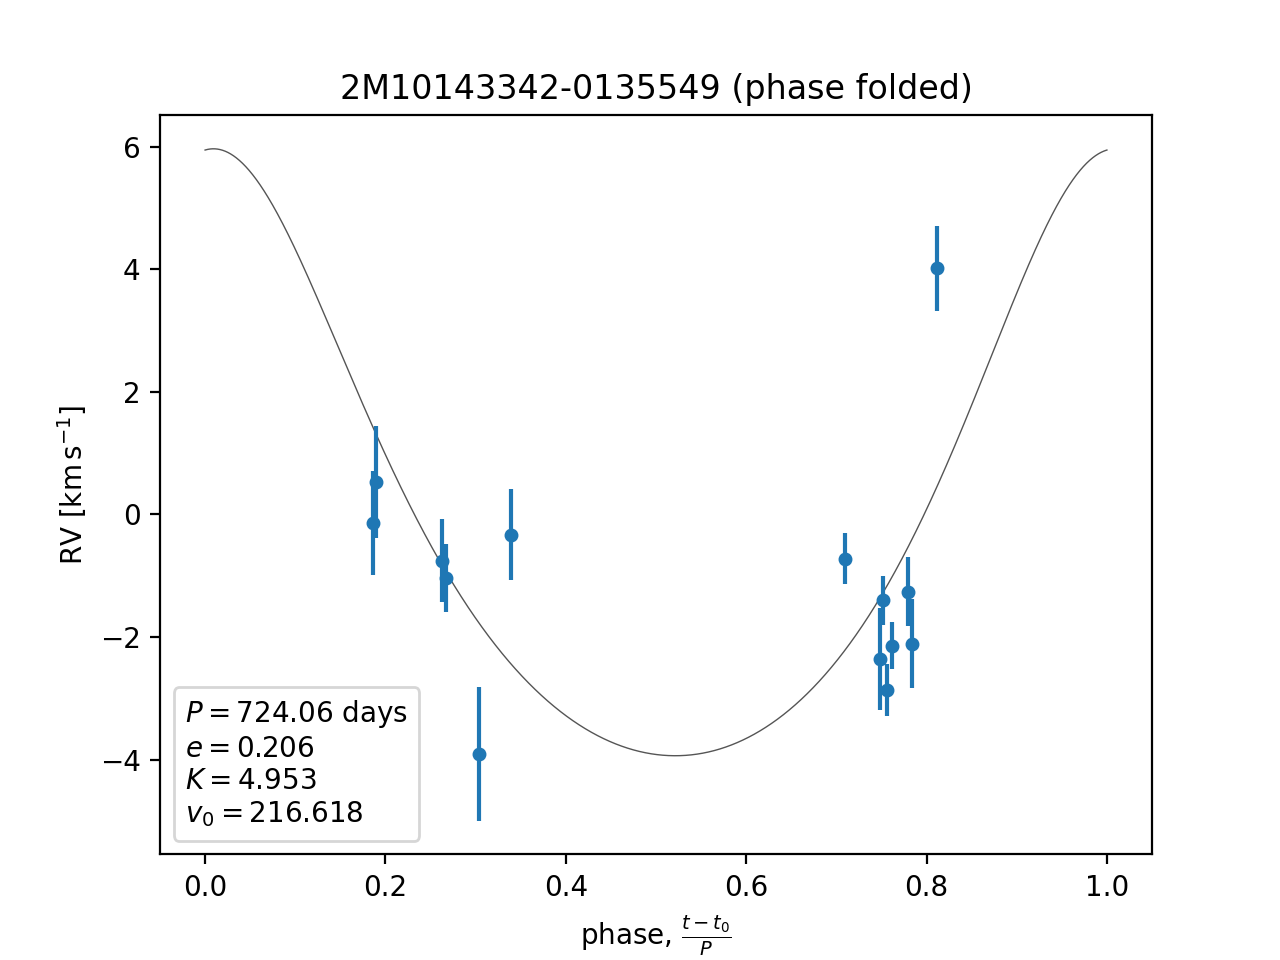 2M10143342-0135549 (phase folded)
6
4
2
0
−2
−4
RV [km s⁻¹]
P = 724.06 days
e = 0.206
K = 4.953
v₀ = 216.618
0.0 0.2 0.4 0.6 0.8 1.0
phase, (t − t₀)/P